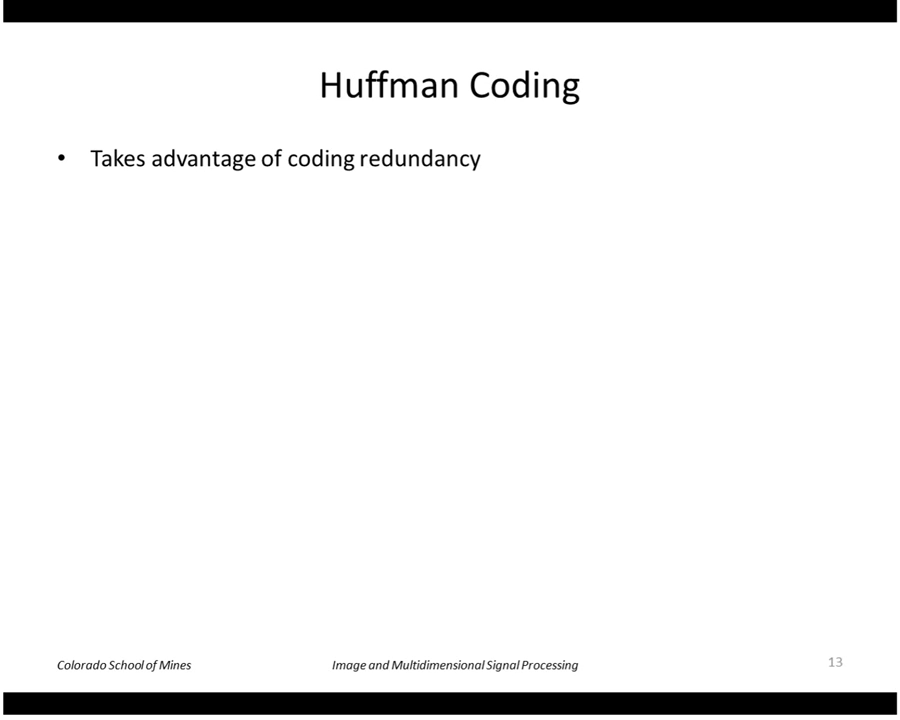 Huffman Coding
• Takes advantage of coding redundancy
Colorado School of Mines
Image and Multidimensional Signal Processing
13